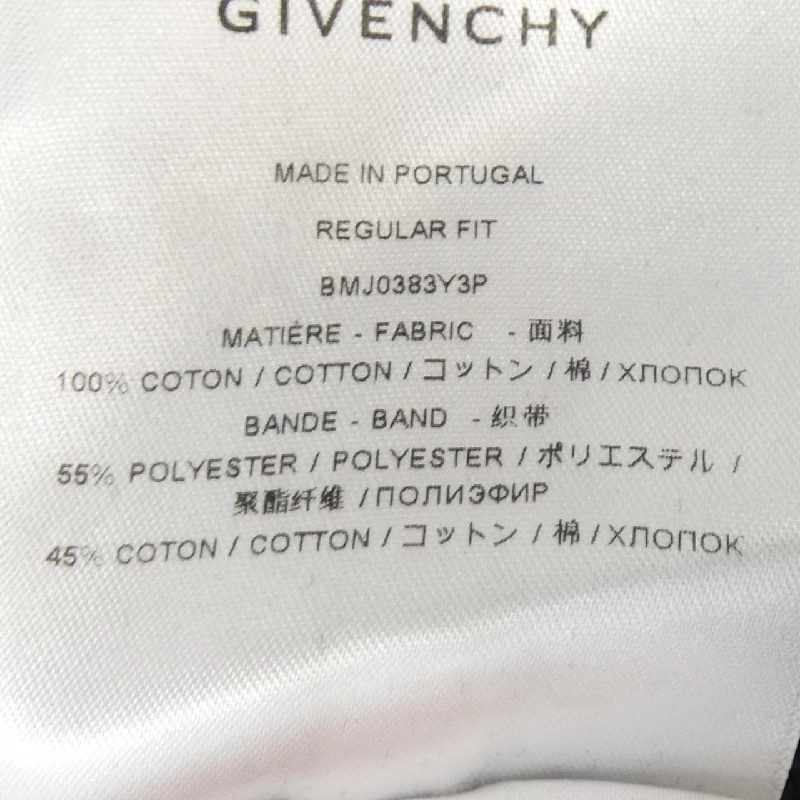 GIVENCHY
MADE IN PORTUGAL
REGULAR FIT
BMJ0383Y3P
MATIÈRE - FABRIC - 面料
100% COTON / COTTON / コットン / 棉 / ХЛОПОК
BANDE - BAND - 织带
55% POLYESTER / POLYESTER / ポリエステル /
聚酯纤维 / ПОЛИЭФИР
45% COTON / COTTON / コットン / 棉 / ХЛОПОК